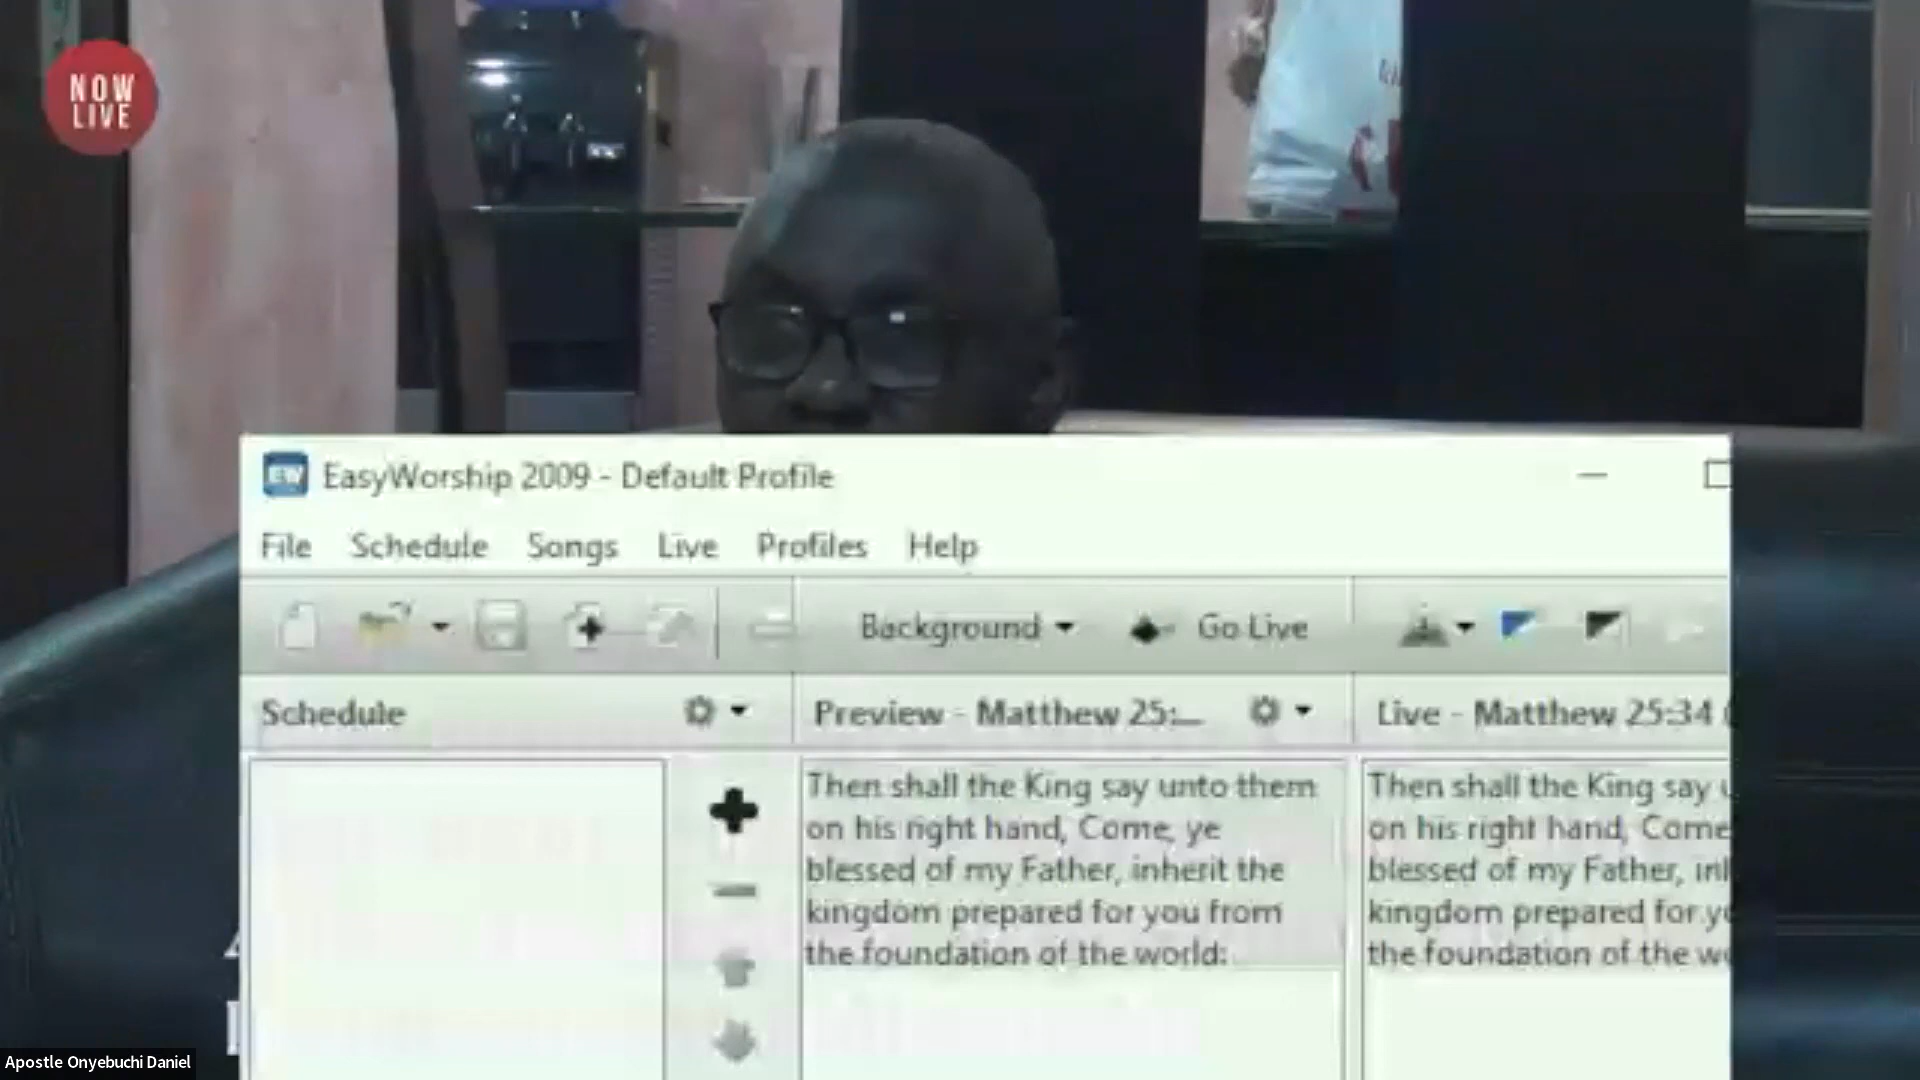 NOW
LIVE
EasyWorship 2009 - Default Profile
File Schedule Songs Live Profiles Help
Background Go Live
Schedule
Preview - Matthew 25:...
Live - Matthew 25:34
Then shall the King say unto them
on his right hand, Come, ye
blessed of my Father, inherit the
kingdom prepared for you from
the foundation of the world:
Then shall the King say
on his right hand, Come
blessed of my Father,
kingdom prepared for
the foundation of the
Apostle Onyebuchi Daniel